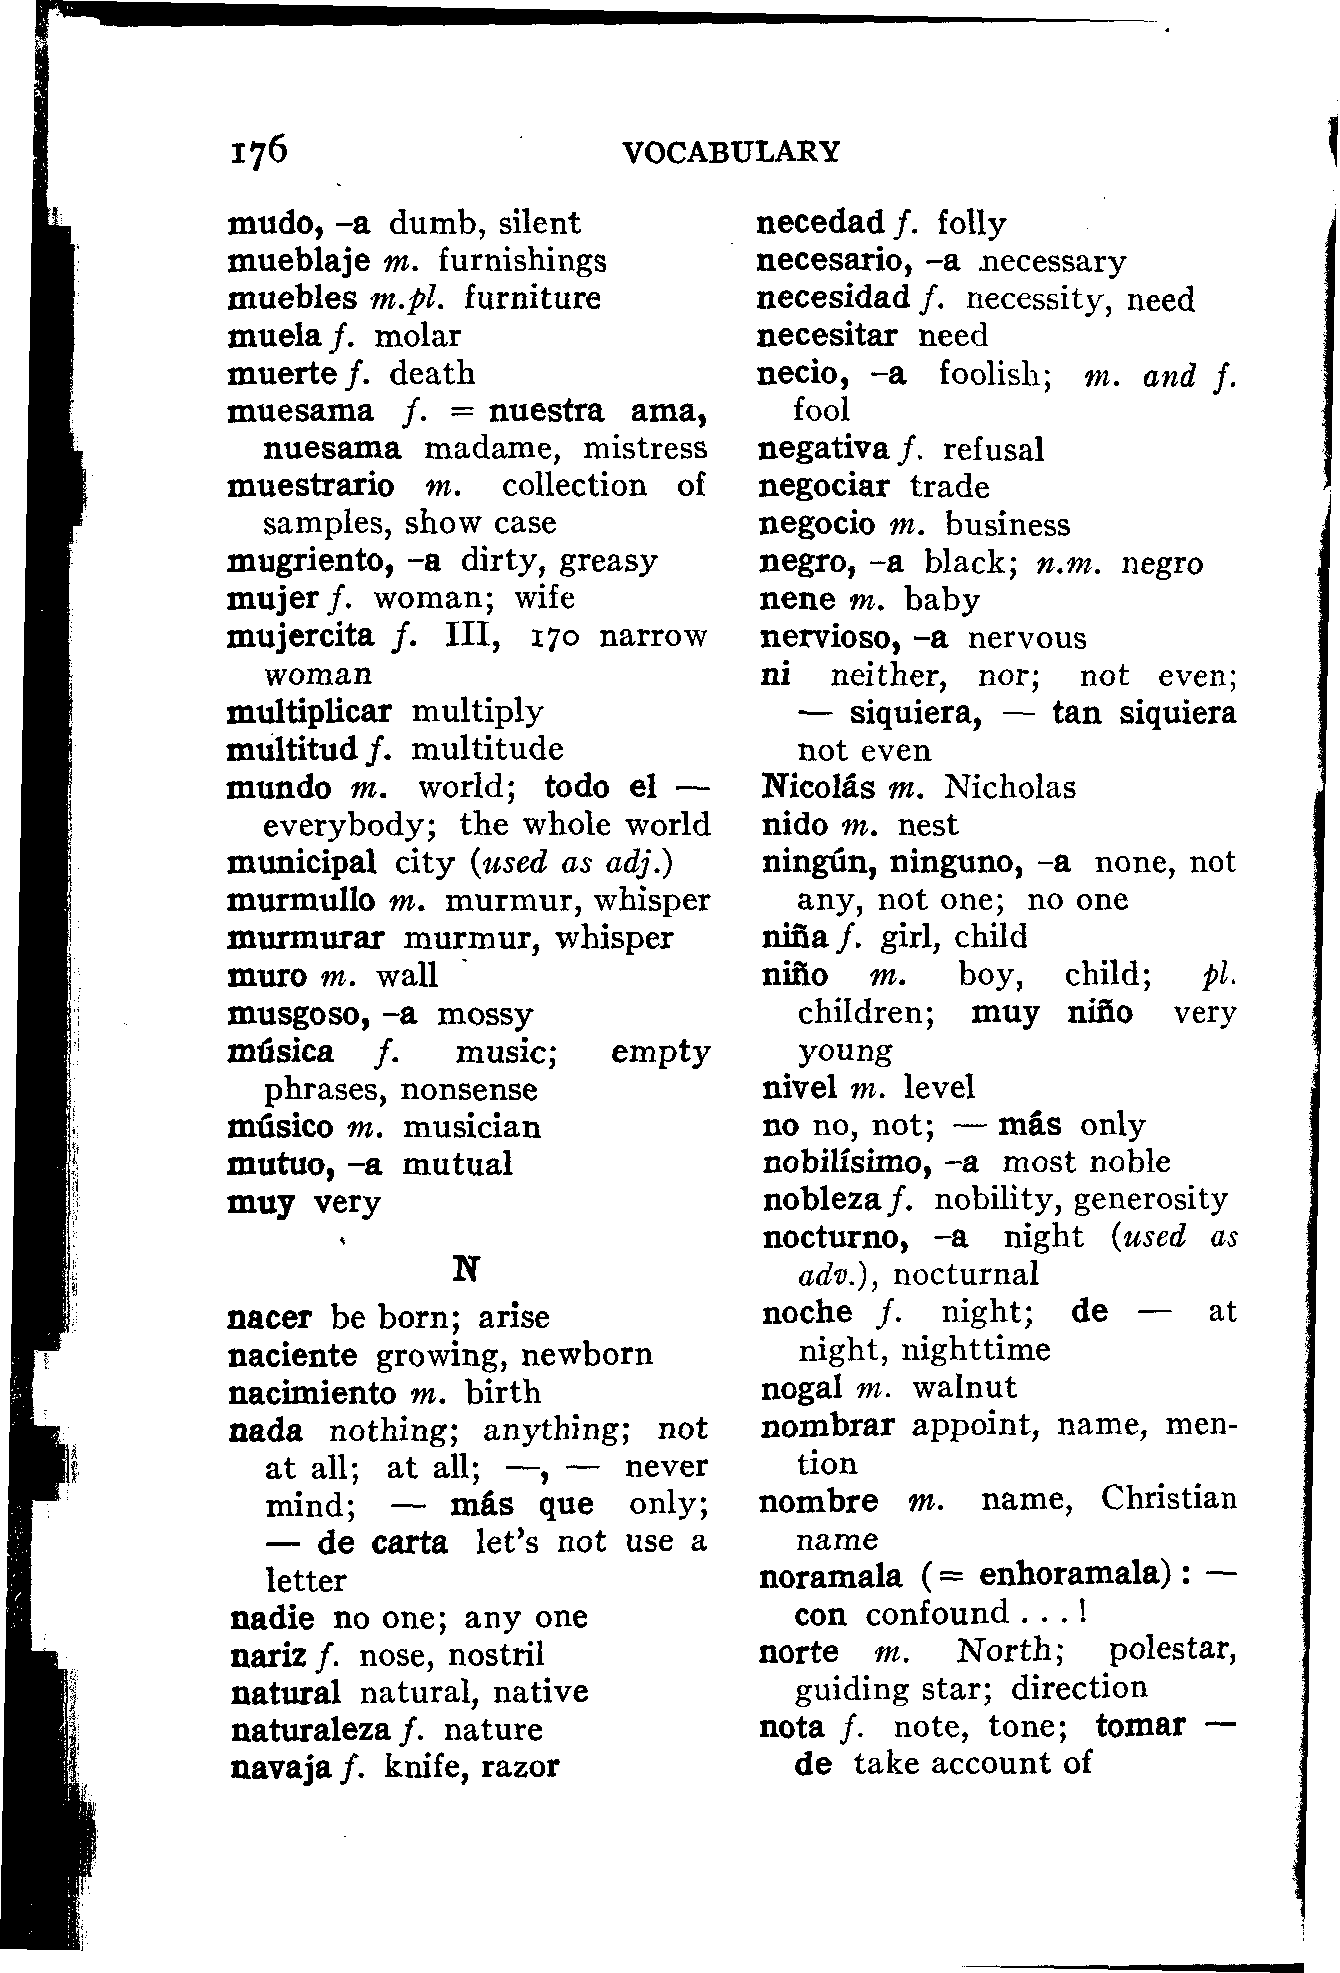 176 VOCABULARY
mudo, –a dumb, silent
mueblaje m. furnishings
muebles m.pl. furniture
muela f. molar
muerte f. death
muesama f. = nuestra ama,
nuesama madame, mistress
muestrario m. collection of
samples, show case
mugriento, –a dirty, greasy
mujer f. woman; wife
mujercita f. III, 170 narrow
woman
multiplicar multiply
multitud f. multitude
mundo m. world; todo el —
everybody; the whole world
municipal city (used as adj.)
murmullo m. murmur, whisper
murmurar murmur, whisper
muro m. wall
musgoso, –a mossy
música f. music; empty
phrases, nonsense
músico m. musician
mutuo, –a mutual
muy very
N
nacer be born; arise
naciente growing, newborn
nacimiento m. birth
nada nothing; anything; not
at all; at all; —, — never
mind; — más que only;
— de carta let's not use a
letter
nadie no one; any one
nariz f. nose, nostril
natural natural, native
naturaleza f. nature
navaja f. knife, razor
necedad f. folly
necesario, –a necessary
necesidad f. necessity, need
necesitar need
necio, –a foolish; m. and f.
fool
negativa f. refusal
negociar trade
negocio m. business
negro, –a black; n.m. negro
nene m. baby
nervioso, –a nervous
ni neither, nor; not even;
— siquiera, — tan siquiera
not even
Nicolás m. Nicholas
nido m. nest
ningún, ninguno, –a none, not
any, not one; no one
niña f. girl, child
niño m. boy, child; pl.
children; muy niño very
young
nivel m. level
no no, not; — más only
nobilísimo, –a most noble
nobleza f. nobility, generosity
nocturno, –a night (used as
adv.), nocturnal
noche f. night; de — at
night, nighttime
nogal m. walnut
nombrar appoint, name, men-
tion
nombre m. name, Christian
name
noramala (= enhoramala): —
con confound . . . !
norte m. North; polestar,
guiding star; direction
nota f. note, tone; tomar —
de take account of